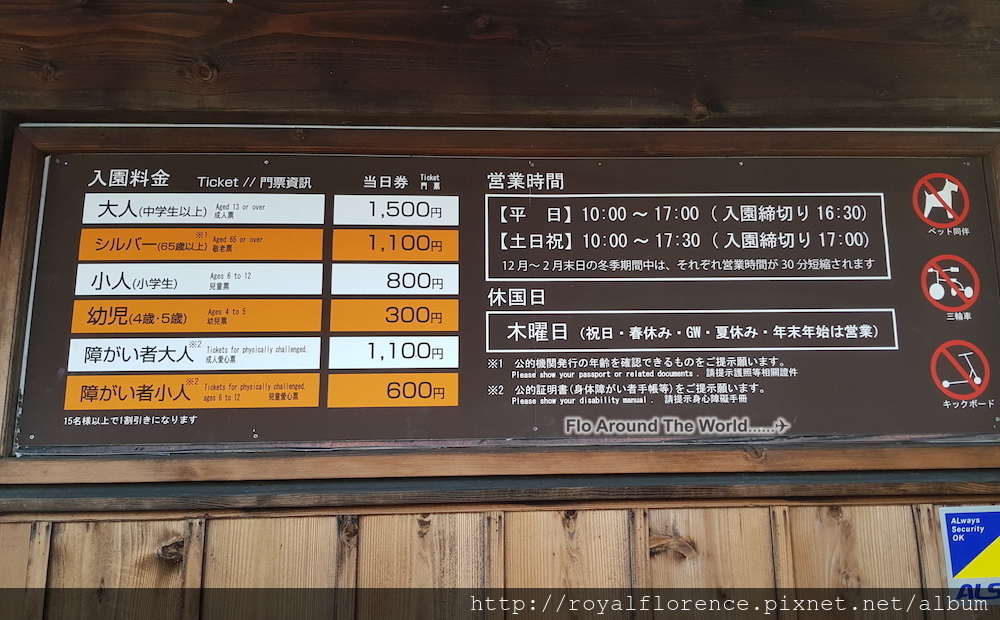 入園料金 Ticket // 門票資訊 当日券 Ticket 門票
大人(中学生以上) Aged 13 or over 成人票 1,500円
シルバー(65歳以上)※1 Aged 65 or over 敬老票 1,100円
小人(小学生) Ages 6 to 12 兒童票 800円
幼児(4歳・5歳) Ages 4 to 5 幼兒票 300円
障がい者大人※2 Tickets for physically challenged. 成人愛心票 1,100円
障がい者小人※2 Tickets for physically challenged. ages 6 to 12 兒童愛心票 600円
15名様以上で1割引きになります
営業時間
【平 日】10:00～17:00(入園締切り16:30)
【土日祝】10:00～17:30(入園締切り17:00)
12月～2月末日の冬季期間中は、それぞれ営業時間が30分短縮されます
休園日
木曜日(祝日・春休み・GW・夏休み・年末年始は営業)
※1 公的機関発行の年齢を確認できるものをご提示願います。
Please show your passport or related documents. 請提示護照等相關證件
※2 公的証明書(身体障がい者手帳等)をご提示願います。
Please show your disability manual. 請提示身心障礙手冊
ペット同伴
三輪車
キックボード
Flo Around The World......✈
ALways
Security
OK
ALS
http://royalflorence.pixnet.net/album